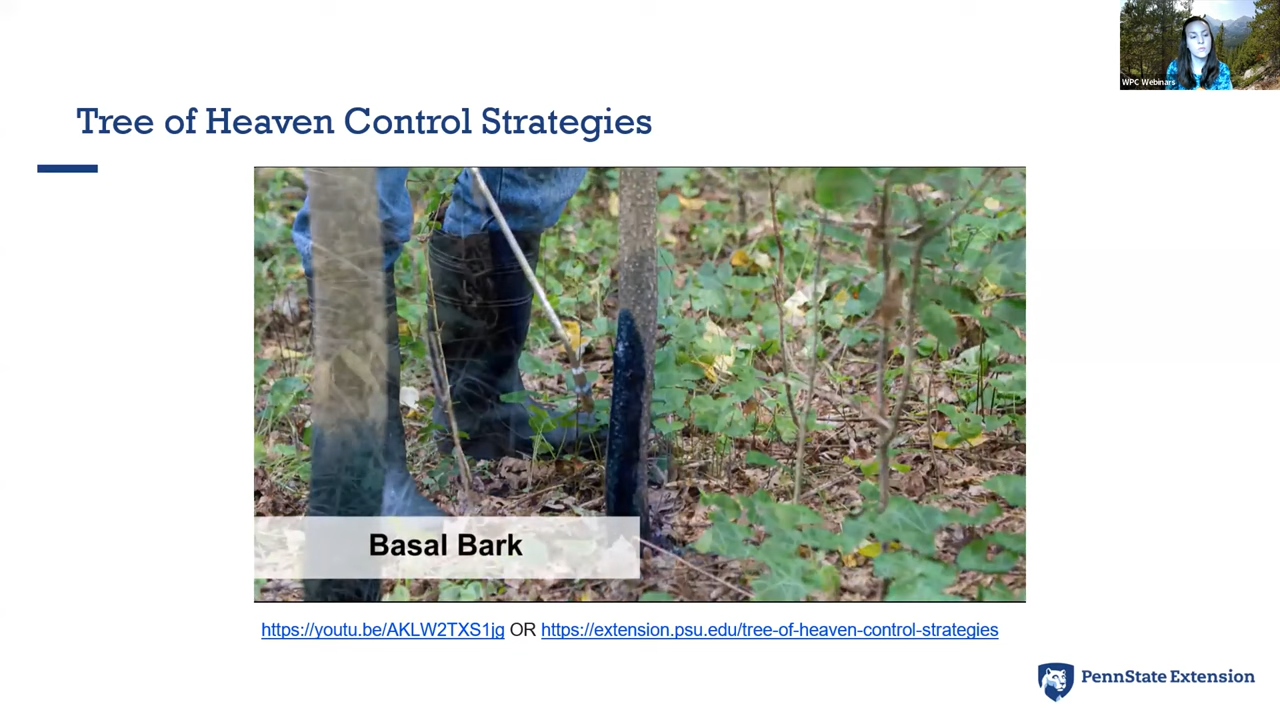 WPC Webinars
Tree of Heaven Control Strategies
Basal Bark
https://youtu.be/AKLW2TXS1jg OR https://extension.psu.edu/tree-of-heaven-control-strategies
PennState Extension